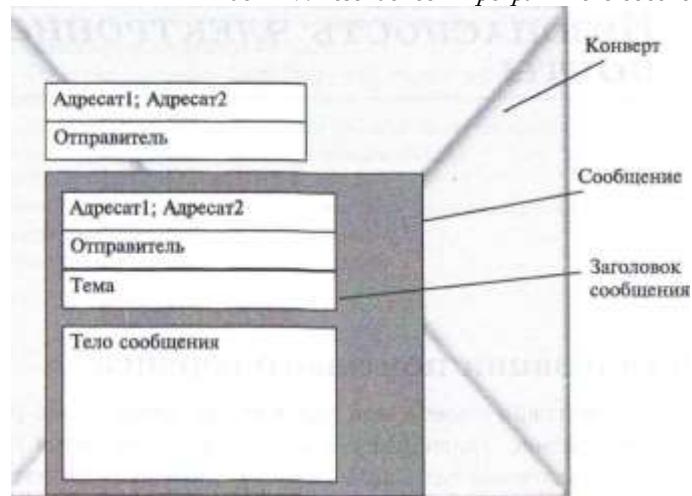 Конверт
Адресат1; Адресат2
Отправитель
Сообщение
Адресат1; Адресат2
Отправитель
Тема
Заголовок
сообщения
Тело сообщения